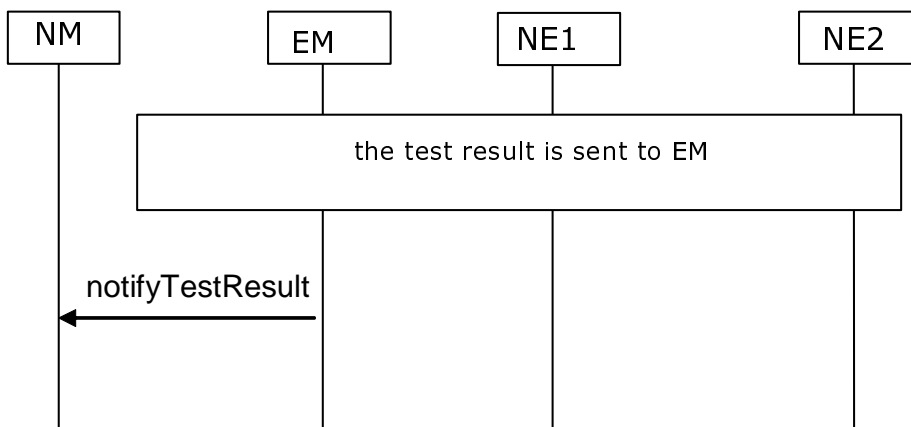 NM
EM
NE1
NE2
the test result is sent to EM
notifyTestResult